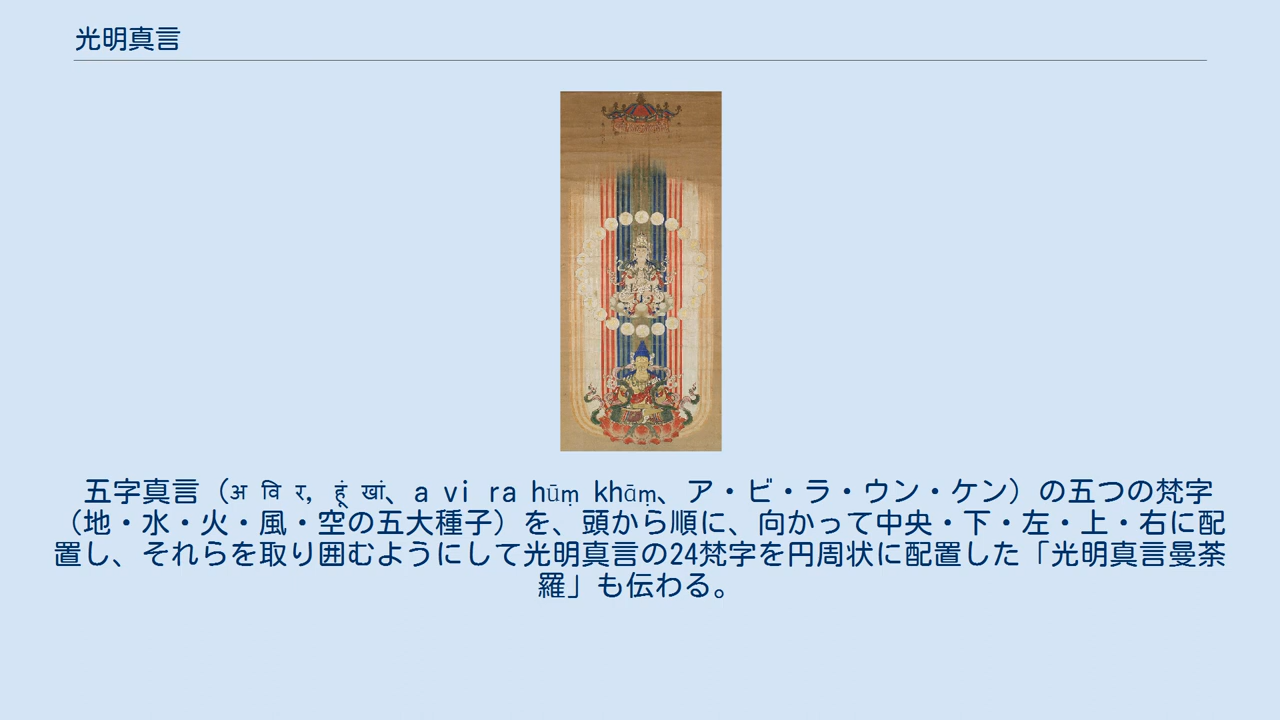 光明真言
五字真言（अ वि र, हूं खां、a vi ra hūṃ khāṃ、ア・ビ・ラ・ウン・ケン）の五つの梵字
（地・水・火・風・空の五大種子）を、頭から順に、向かって中央・下・左・上・右に配
置し、それらを取り囲むようにして光明真言の24梵字を円周状に配置した「光明真言曼荼
羅」も伝わる。